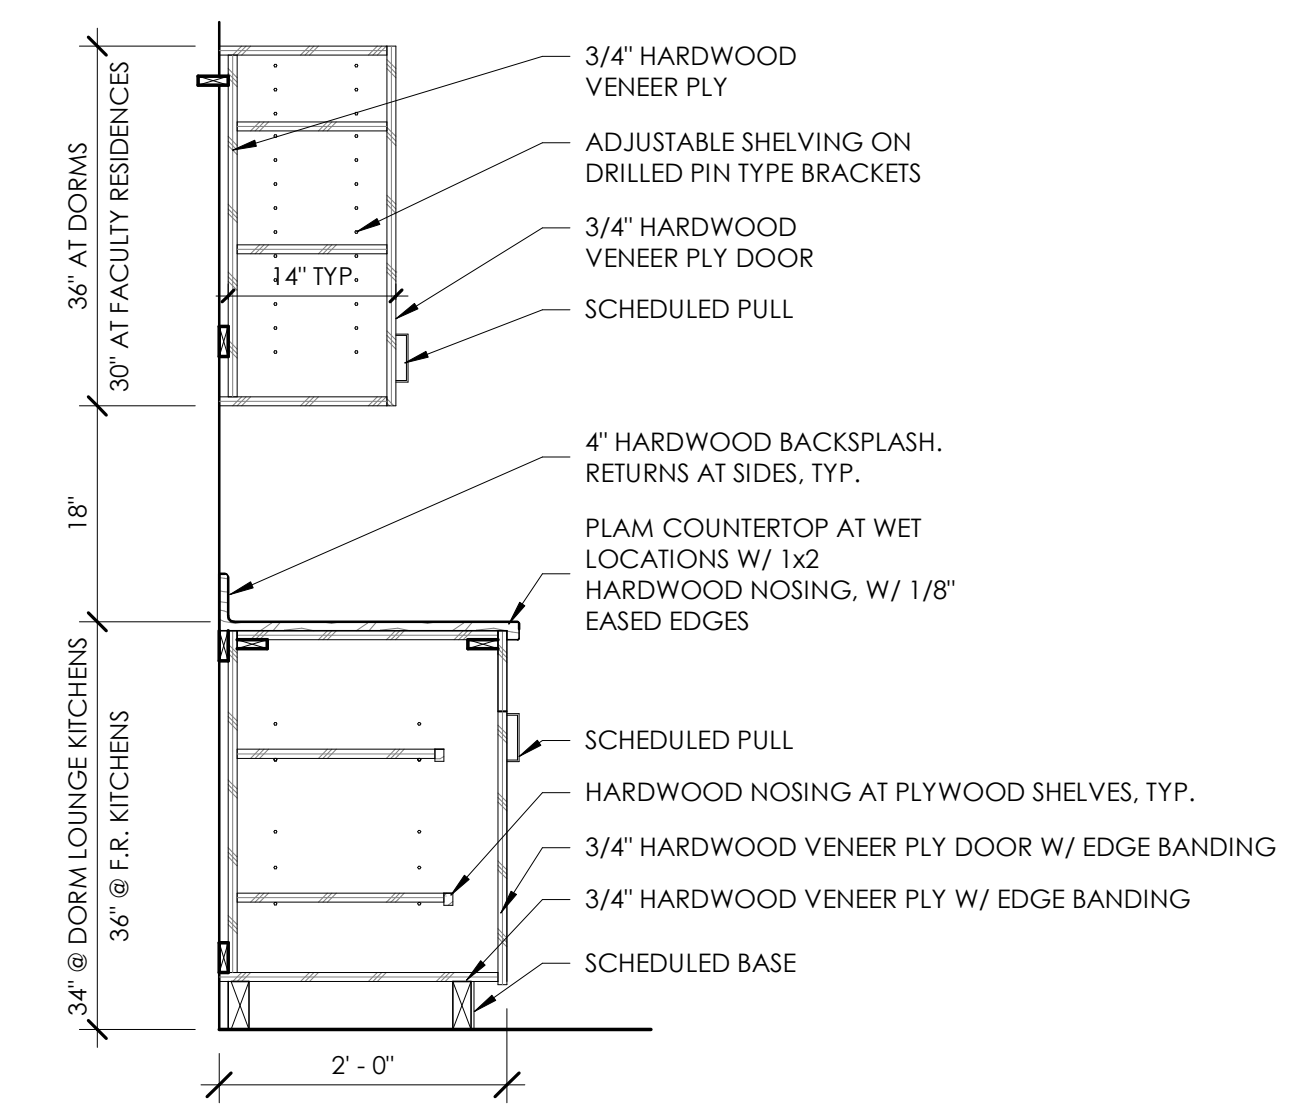 3/4" HARDWOOD
VENEER PLY
ADJUSTABLE SHELVING ON
DRILLED PIN TYPE BRACKETS
3/4" HARDWOOD
VENEER PLY DOOR
SCHEDULED PULL
36" AT DORMS
30" AT FACULTY RESIDENCES
14" TYP.
4" HARDWOOD BACKSPLASH.
RETURNS AT SIDES, TYP.
18"
PLAM COUNTERTOP AT WET
LOCATIONS W/ 1x2
HARDWOOD NOSING, W/ 1/8"
EASED EDGES
34" @ DORM LOUNGE KITCHENS
36" @ F.R. KITCHENS
SCHEDULED PULL
HARDWOOD NOSING AT PLYWOOD SHELVES, TYP.
3/4" HARDWOOD VENEER PLY DOOR W/ EDGE BANDING
3/4" HARDWOOD VENEER PLY W/ EDGE BANDING
SCHEDULED BASE
2' - 0"